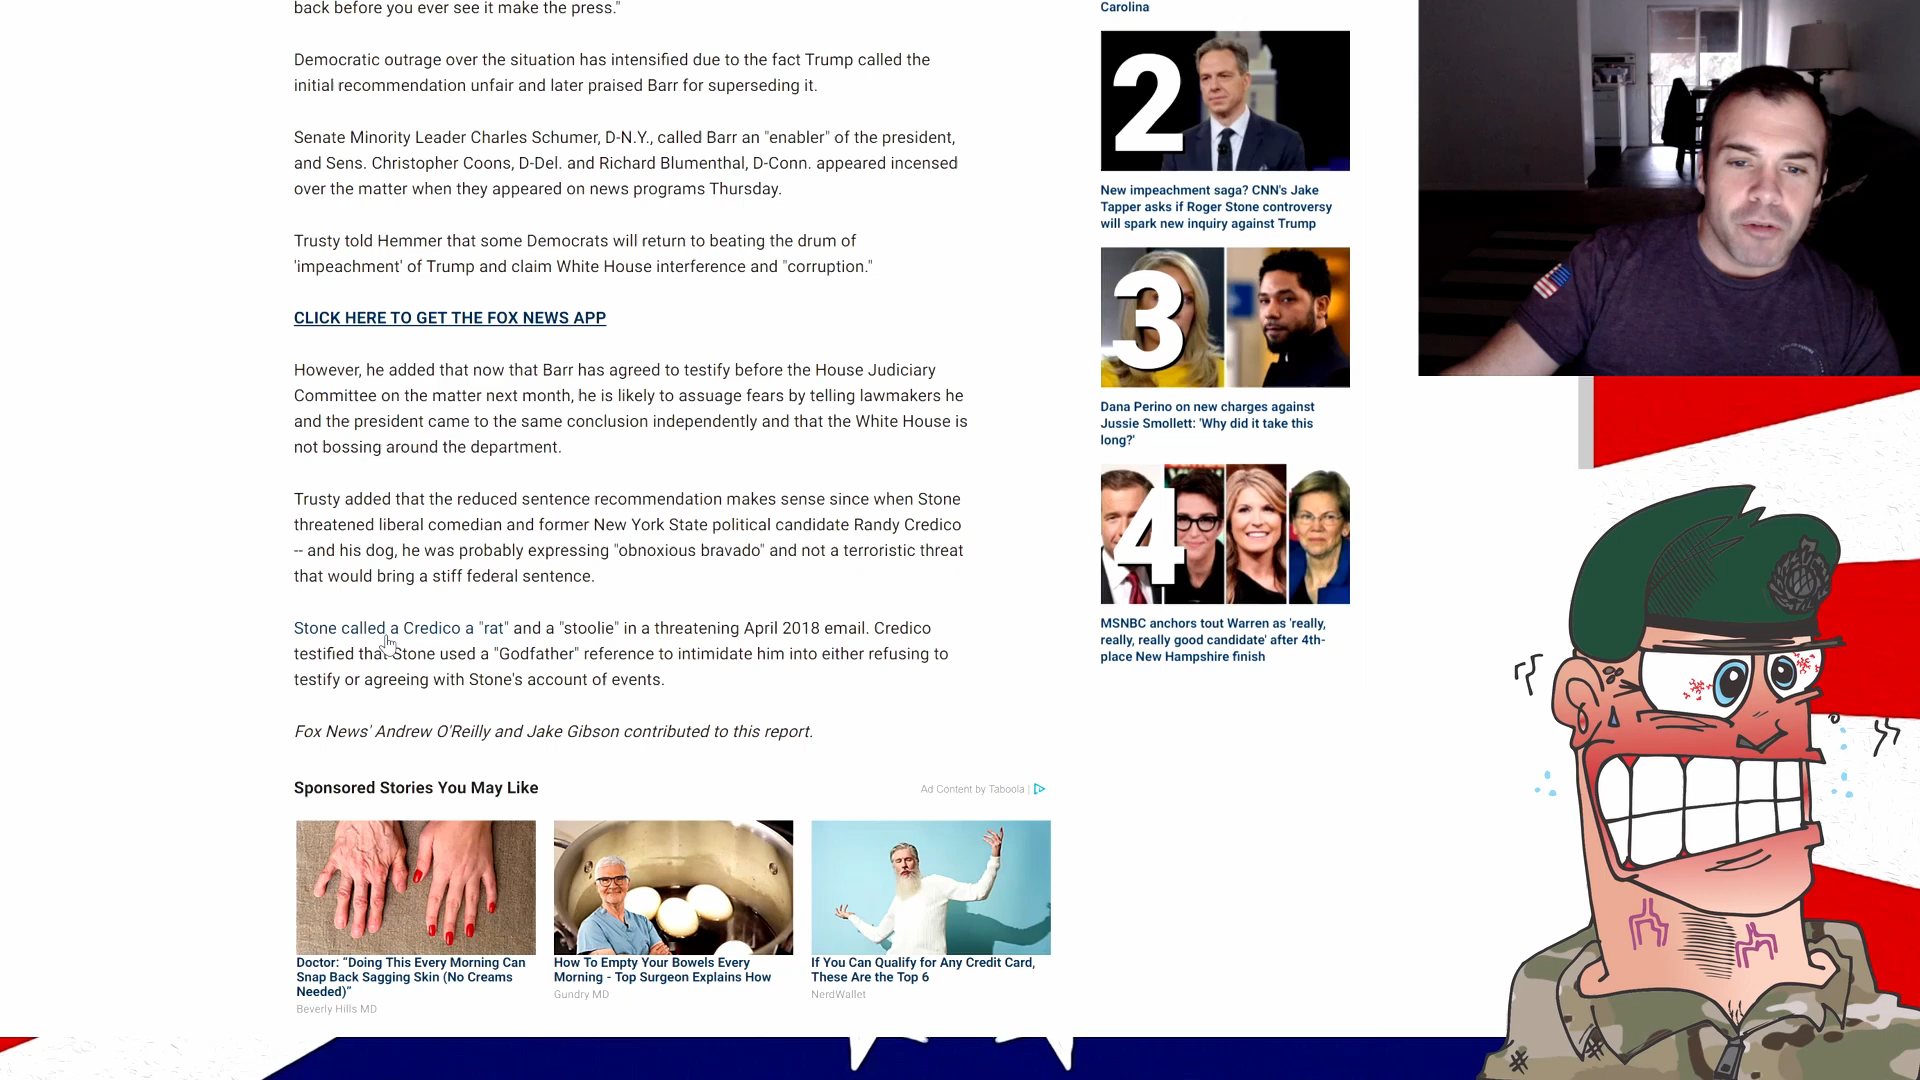 back before you ever see it make the press."
Democratic outrage over the situation has intensified due to the fact Trump called the
initial recommendation unfair and later praised Barr for superseding it.
Senate Minority Leader Charles Schumer, D-N.Y., called Barr an "enabler" of the president,
and Sens. Christopher Coons, D-Del. and Richard Blumenthal, D-Conn. appeared incensed
over the matter when they appeared on news programs Thursday.
Trusty told Hemmer that some Democrats will return to beating the drum of
'impeachment' of Trump and claim White House interference and "corruption."
CLICK HERE TO GET THE FOX NEWS APP
However, he added that now that Barr has agreed to testify before the House Judiciary
Committee on the matter next month, he is likely to assuage fears by telling lawmakers he
and the president came to the same conclusion independently and that the White House is
not bossing around the department.
Trusty added that the reduced sentence recommendation makes sense since when Stone
threatened liberal comedian and former New York State political candidate Randy Credico
-- and his dog, he was probably expressing "obnoxious bravado" and not a terroristic threat
that would bring a stiff federal sentence.
Stone called a Credico a "rat" and a "stoolie" in a threatening April 2018 email. Credico
testified that Stone used a "Godfather" reference to intimidate him into either refusing to
testify or agreeing with Stone's account of events.
Fox News' Andrew O'Reilly and Jake Gibson contributed to this report.
Sponsored Stories You May Like
Ad Content by Taboola |
Doctor: “Doing This Every Morning Can
Snap Back Sagging Skin (No Creams
Needed)”
Beverly Hills MD
How To Empty Your Bowels Every
Morning - Top Surgeon Explains How
Gundry MD
If You Can Qualify for Any Credit Card,
These Are the Top 6
NerdWallet
Carolina
2
New impeachment saga? CNN's Jake
Tapper asks if Roger Stone controversy
will spark new inquiry against Trump
3
Dana Perino on new charges against
Jussie Smollett: 'Why did it take this
long?'
4
MSNBC anchors tout Warren as 'really,
really, really good candidate' after 4th-
place New Hampshire finish